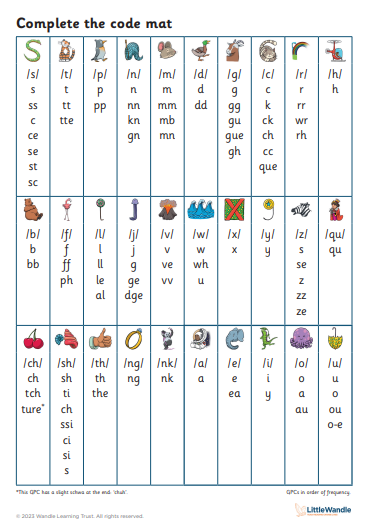 Complete the code mat
/s/ /t/ /p/ /n/ /m/ /d/ /g/ /c/ /r/ /h/
s t p n m d g c r h
ss tt pp nn mm dd gg k rr
c tte kn mb gu ck wr
ce gn mn gue ch rh
se gh cc
st que
sc
/b/ /f/ /l/ /j/ /v/ /w/ /x/ /y/ /z/ /qu/
b f l j v w x y s qu
bb ff ll g ve wh se
ph le ge vv u z
al dge zz
ze
/ch/ /sh/ /th/ /ng/ /nk/ /a/ /e/ /i/ /o/ /u/
ch sh th ng nk a e i o u
tch ti the ea y a o
ture* ch au ou
ssi o-e
ci
si
s
*This GPC has a slight schwa at the end: 'chuh'.
GPCs in order of frequency.
© 2023 Wandle Learning Trust. All rights reserved.
LittleWandle